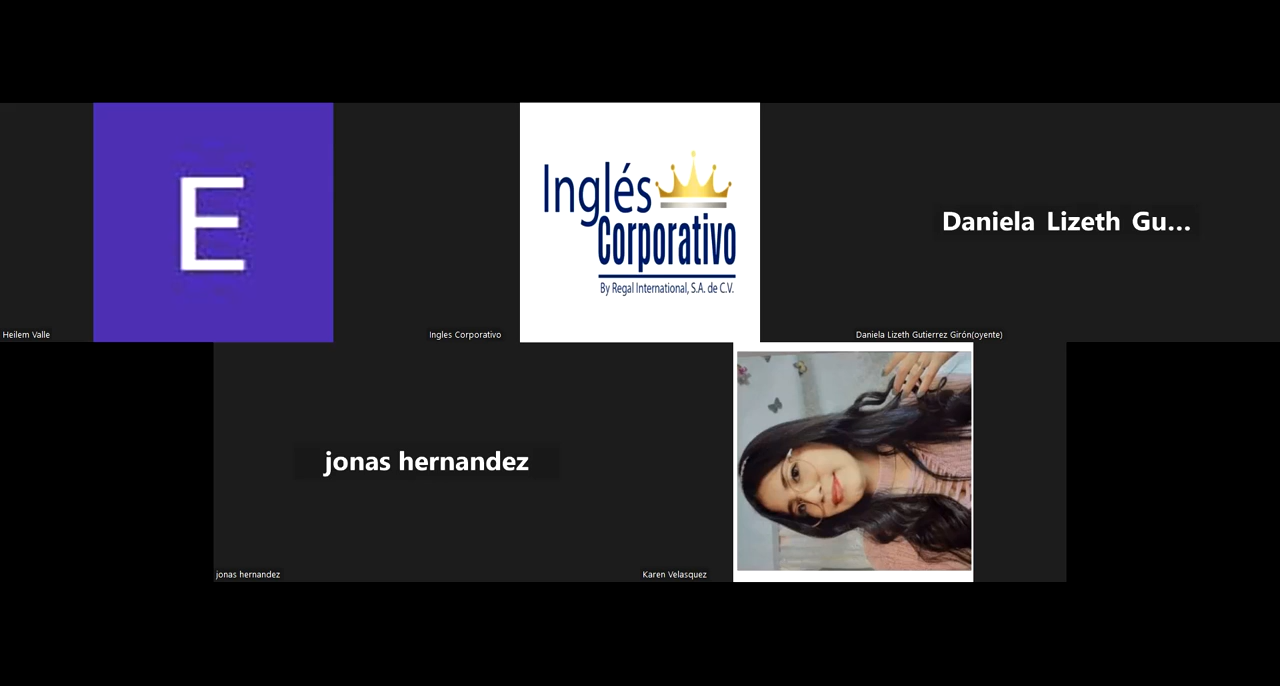 E
Heilem Valle
Inglés
Corporativo
By Regal International, S.A. de C.V.
Ingles Corporativo
Daniela Lizeth Gu...
Daniela Lizeth Gutierrez Girón(oyente)
jonas hernandez
jonas hernandez
Karen Velasquez